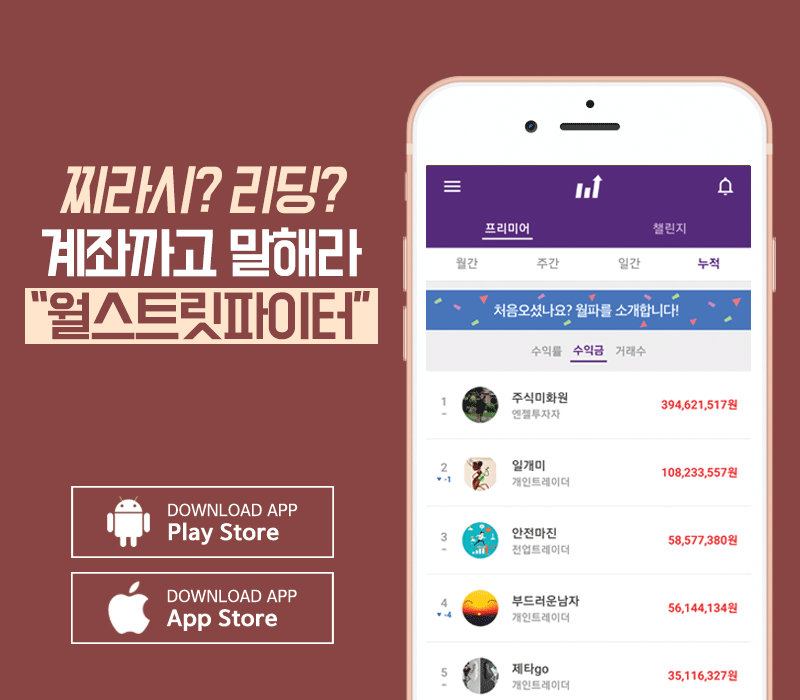 찌라시? 리딩?
계좌까고 말해라
“월스트릿파이터”
DOWNLOAD APP
Play Store
DOWNLOAD APP
App Store
프리미어 챌린지
월간 주간 일간 누적
처음오셨나요? 월파를 소개합니다!
수익률 수익금 거래수
1 주식미화원 394,621,517원
- 엔젤투자자
2 일개미 108,233,557원
♥ -1 개인트레이더
3 안전마진 58,577,380원
- 전업트레이더
4 부드러운남자 56,144,134원
♥ -4 개인트레이더
5 제타go 35,116,327원
- 개인트레이더